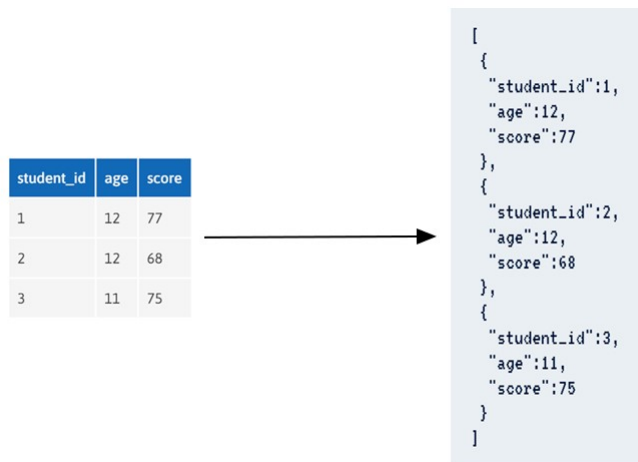 student_id age score
1 12 77
2 12 68
3 11 75
[
{
"student_id":1,
"age":12,
"score":77
},
{
"student_id":2,
"age":12,
"score":68
},
{
"student_id":3,
"age":11,
"score":75
}
]